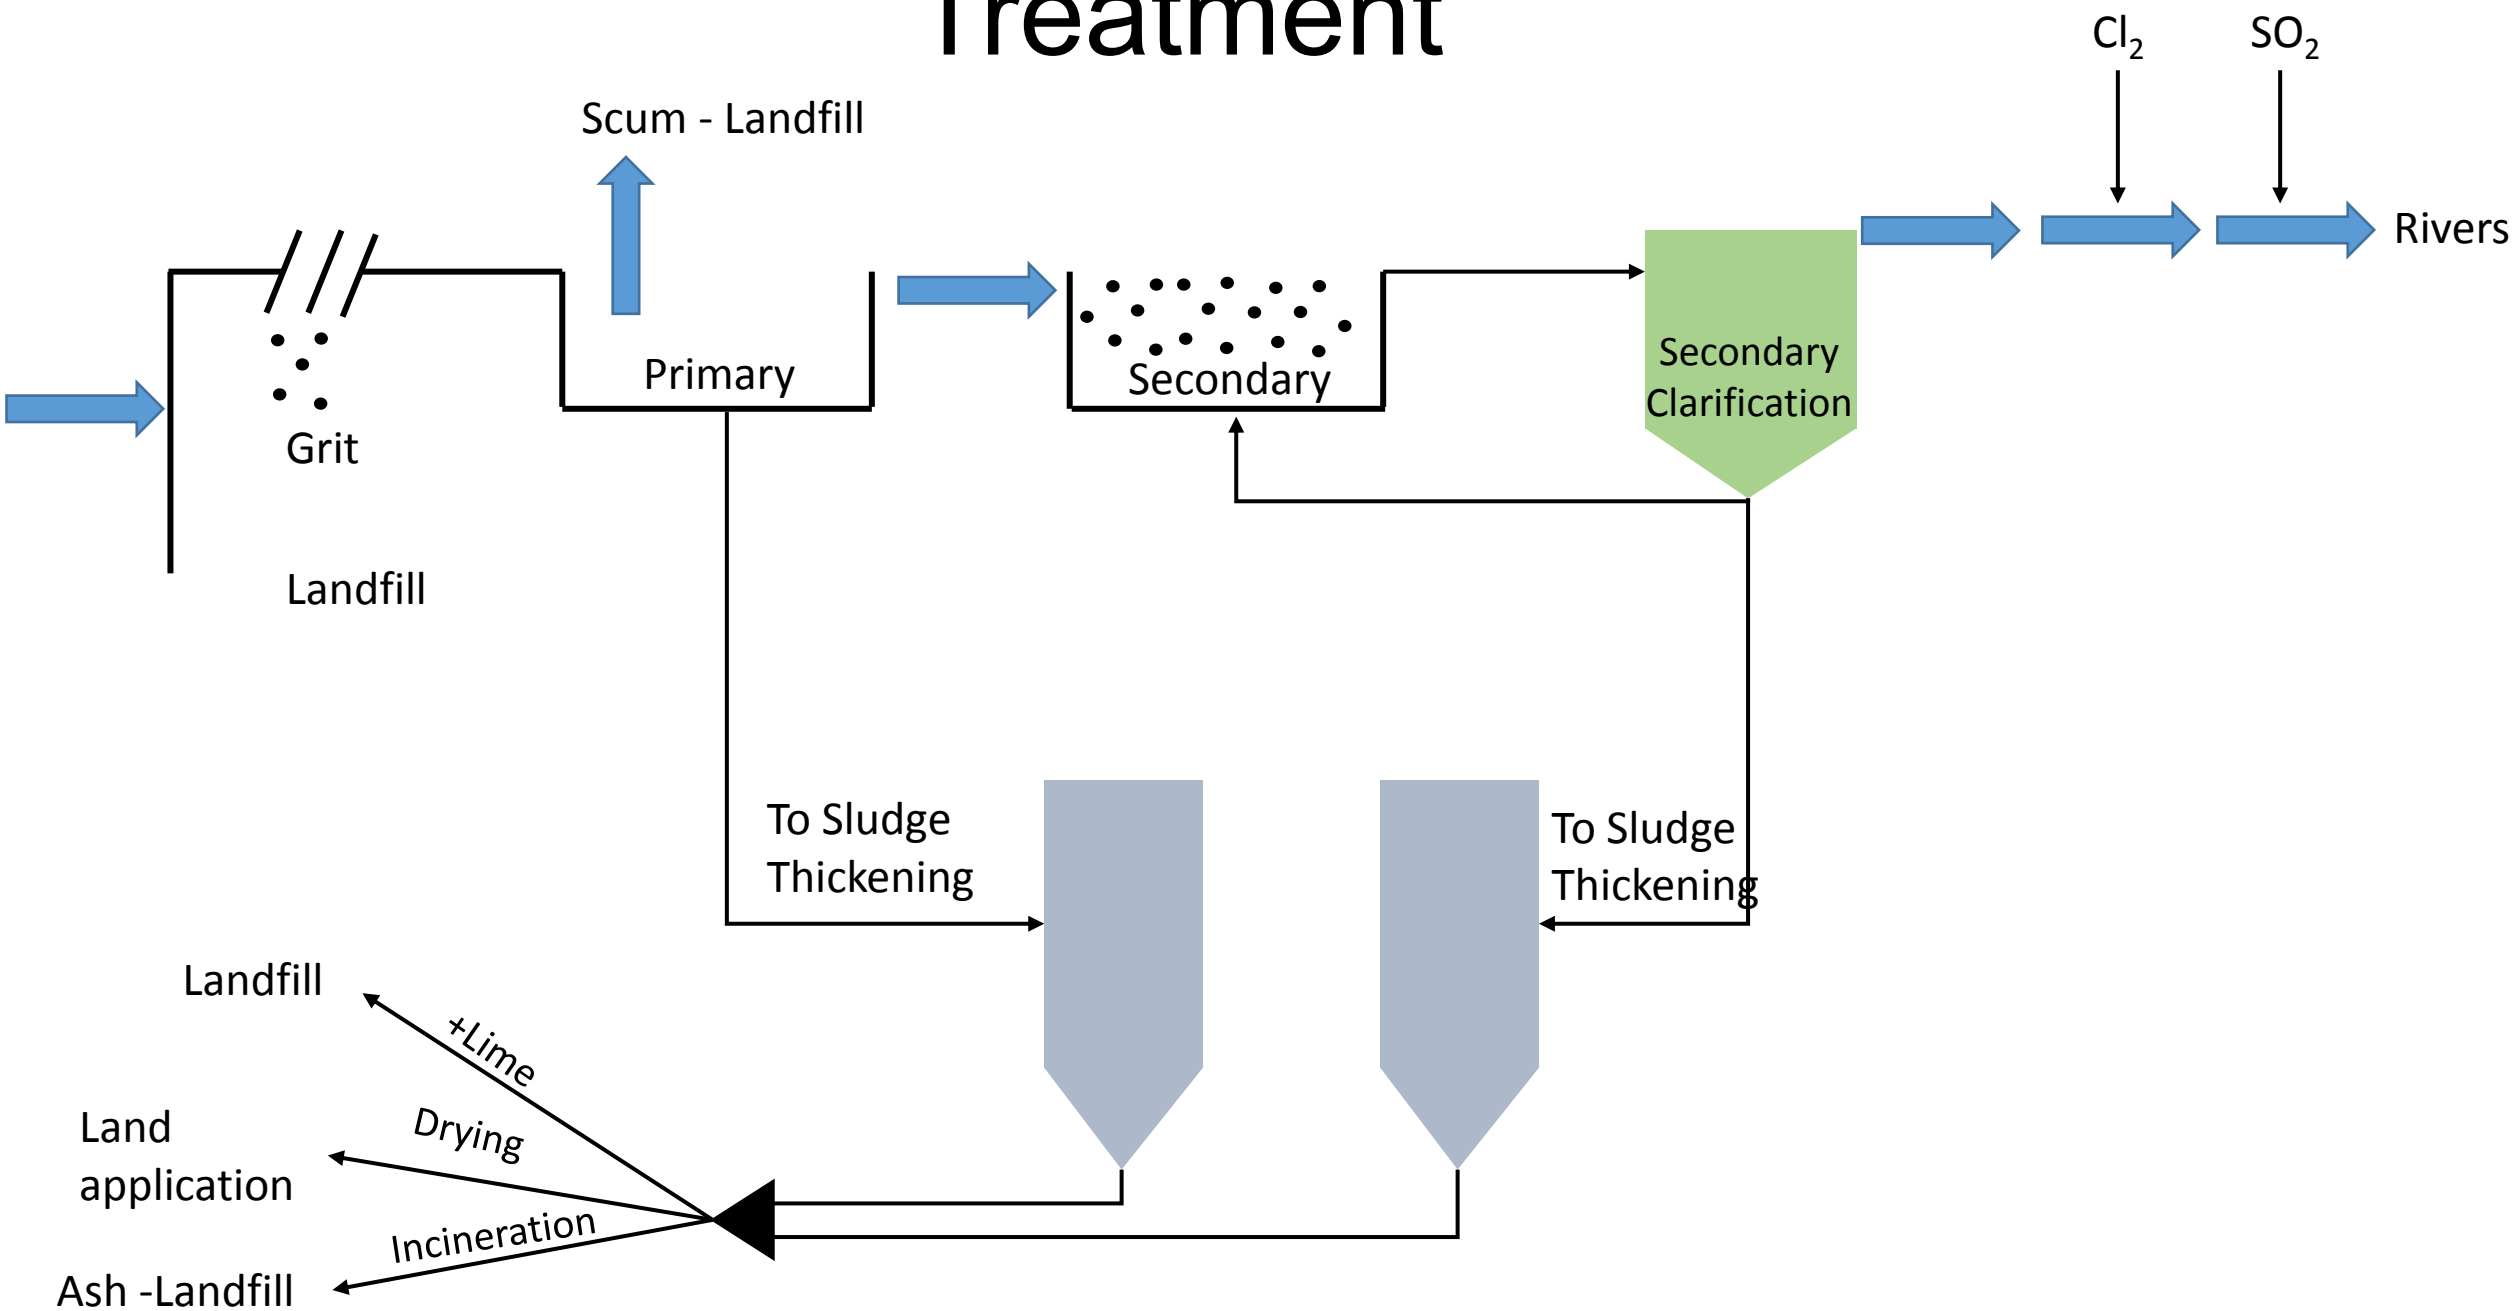 Treatment
Cl₂
SO₂
Scum - Landfill
Rivers
Primary
Secondary
Secondary
Clarification
Grit
Landfill
To Sludge
Thickening
To Sludge
Thickening
Landfill
+Lime
Land
application
Drying
Incineration
Ash -Landfill